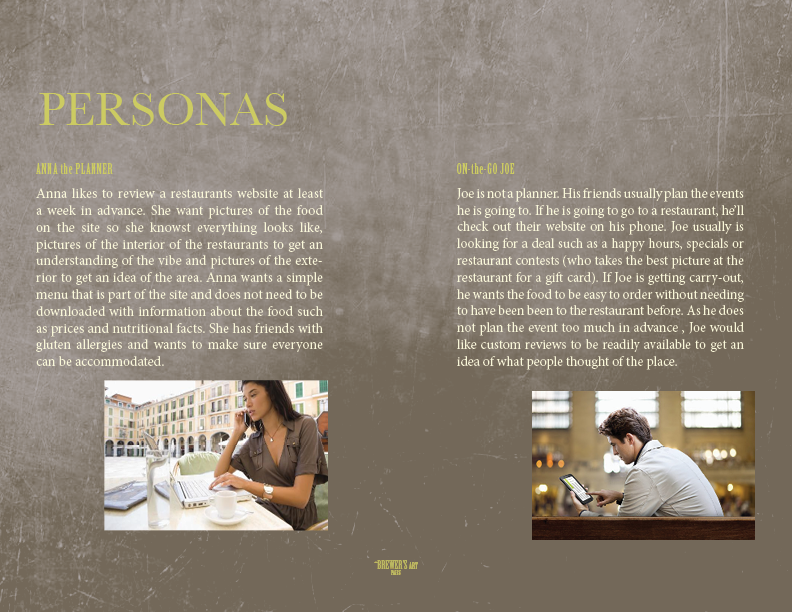 PERSONAS
ANNA the PLANNER
Anna likes to review a restaurants website at least
a week in advance. She want pictures of the food
on the site so she knowst everything looks like,
pictures of the interior of the restaurants to get an
understanding of the vibe and pictures of the exte-
rior to get an idea of the area. Anna wants a simple
menu that is part of the site and does not need to be
downloaded with information about the food such
as prices and nutritional facts. She has friends with
gluten allergies and wants to make sure everyone
can be accommodated.
ON-the-GO JOE
Joe is not a planner. His friends usually plan the events
he is going to. If he is going to go to a restaurant, he'll
check out their website on his phone. Joe usually is
looking for a deal such as a happy hours, specials or
restaurant contests (who takes the best picture at the
restaurant for a gift card). If Joe is getting carry-out,
he wants the food to be easy to order without needing
to have been been to the restaurant before. As he does
not plan the event too much in advance , Joe would
like custom reviews to be readily available to get an
idea of what people thought of the place.
BREWER'S ART